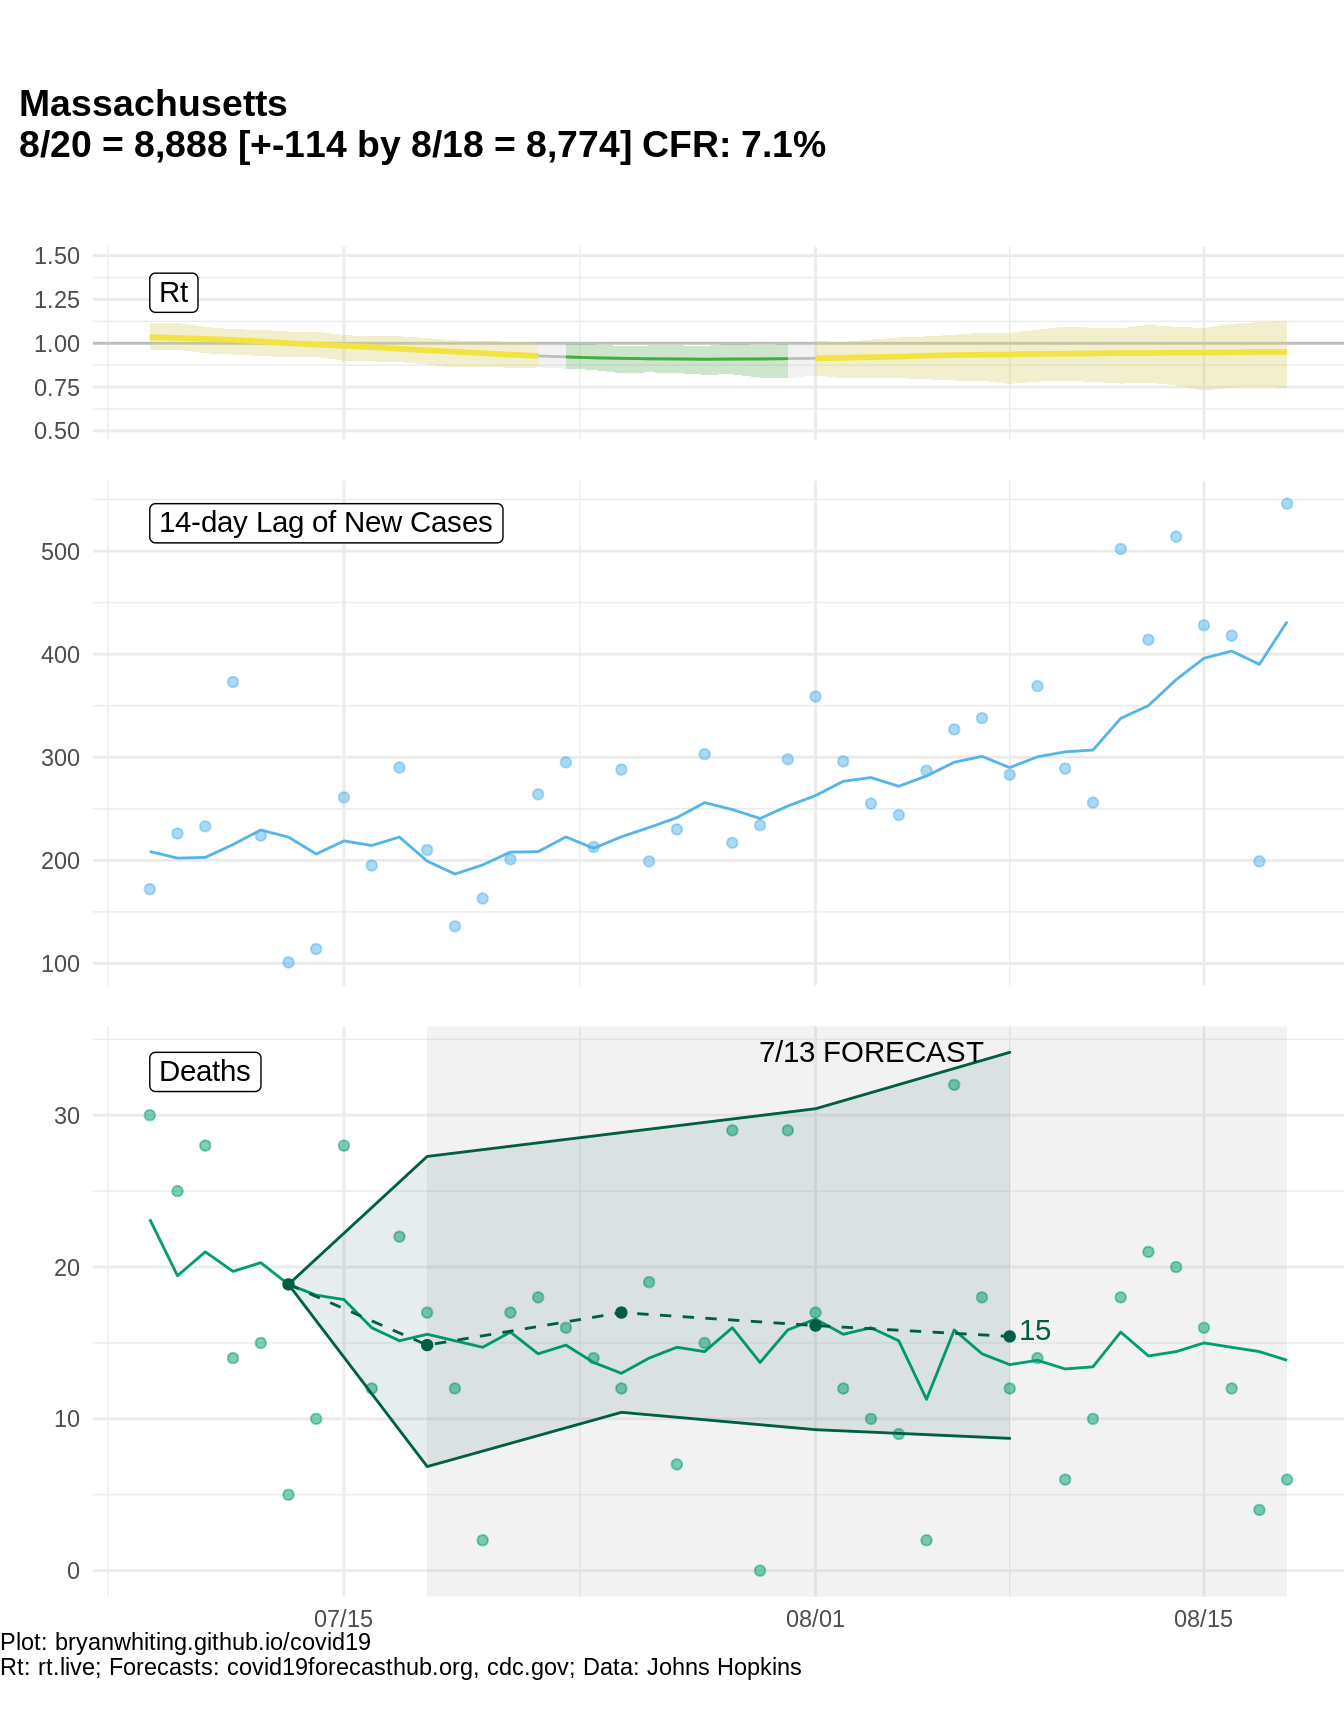 Massachusetts
8/20 = 8,888 [+-114 by 8/18 = 8,774] CFR: 7.1%
1.50
Rt
1.25
1.00
0.75
0.50
14-day Lag of New Cases
500
400
300
200
100
7/13 FORECAST
Deaths
30
20
15
10
0
07/15 08/01 08/15
Plot: bryanwhiting.github.io/covid19
Rt: rt.live; Forecasts: covid19forecasthub.org, cdc.gov; Data: Johns Hopkins